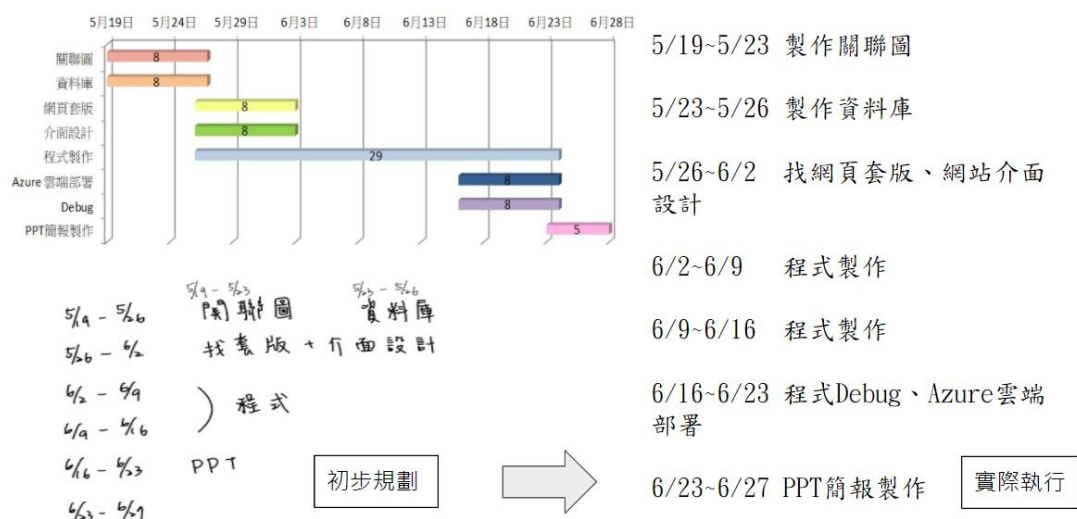 5月19日 5月24日 5月29日 6月3日 6月8日 6月13日 6月18日 6月23日 6月28日
關聯圖 8
資料庫 8
網頁套版 8
介面設計 8
程式製作 29
Azure 雲端部署 8
Debug 8
PPT簡報製作 5
5/19 - 5/23 5/23 - 5/26
5/19 - 5/26 關聯圖 資料庫
5/26 - 6/2 找套版 + 介面設計
6/2 - 6/9
) 程式
6/9 - 6/16
6/16 - 6/23 PPT
6/23 - 6/27
初步規劃
5/19~5/23 製作關聯圖
5/23~5/26 製作資料庫
5/26~6/2 找網頁套版、網站介面
設計
6/2~6/9 程式製作
6/9~6/16 程式製作
6/16~6/23 程式Debug、Azure雲端
部署
6/23~6/27 PPT簡報製作
實際執行